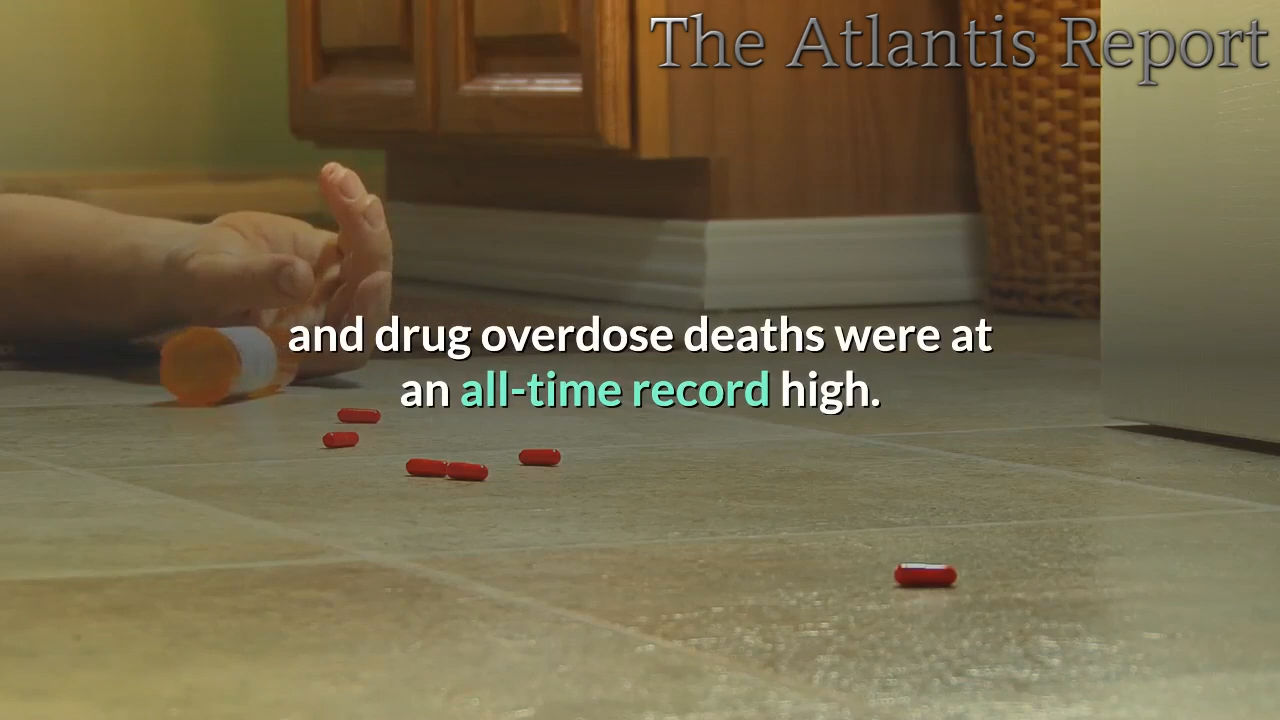 The Atlantis Report
and drug overdose deaths were at
an all-time record high.